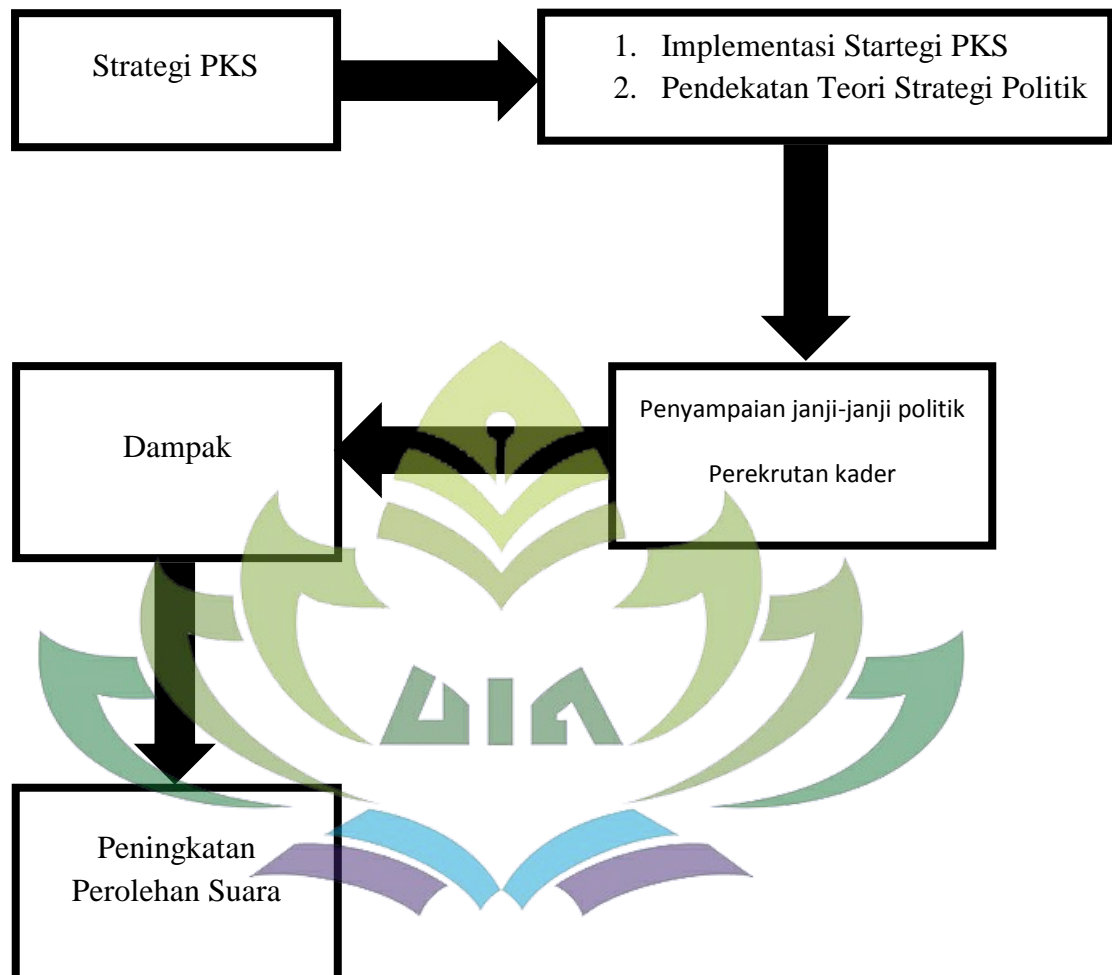 Strategi PKS
1. Implementasi Startegi PKS
2. Pendekatan Teori Strategi Politik
Penyampaian janji-janji politik
Perekrutan kader
Dampak
Peningkatan
Perolehan Suara
UIN